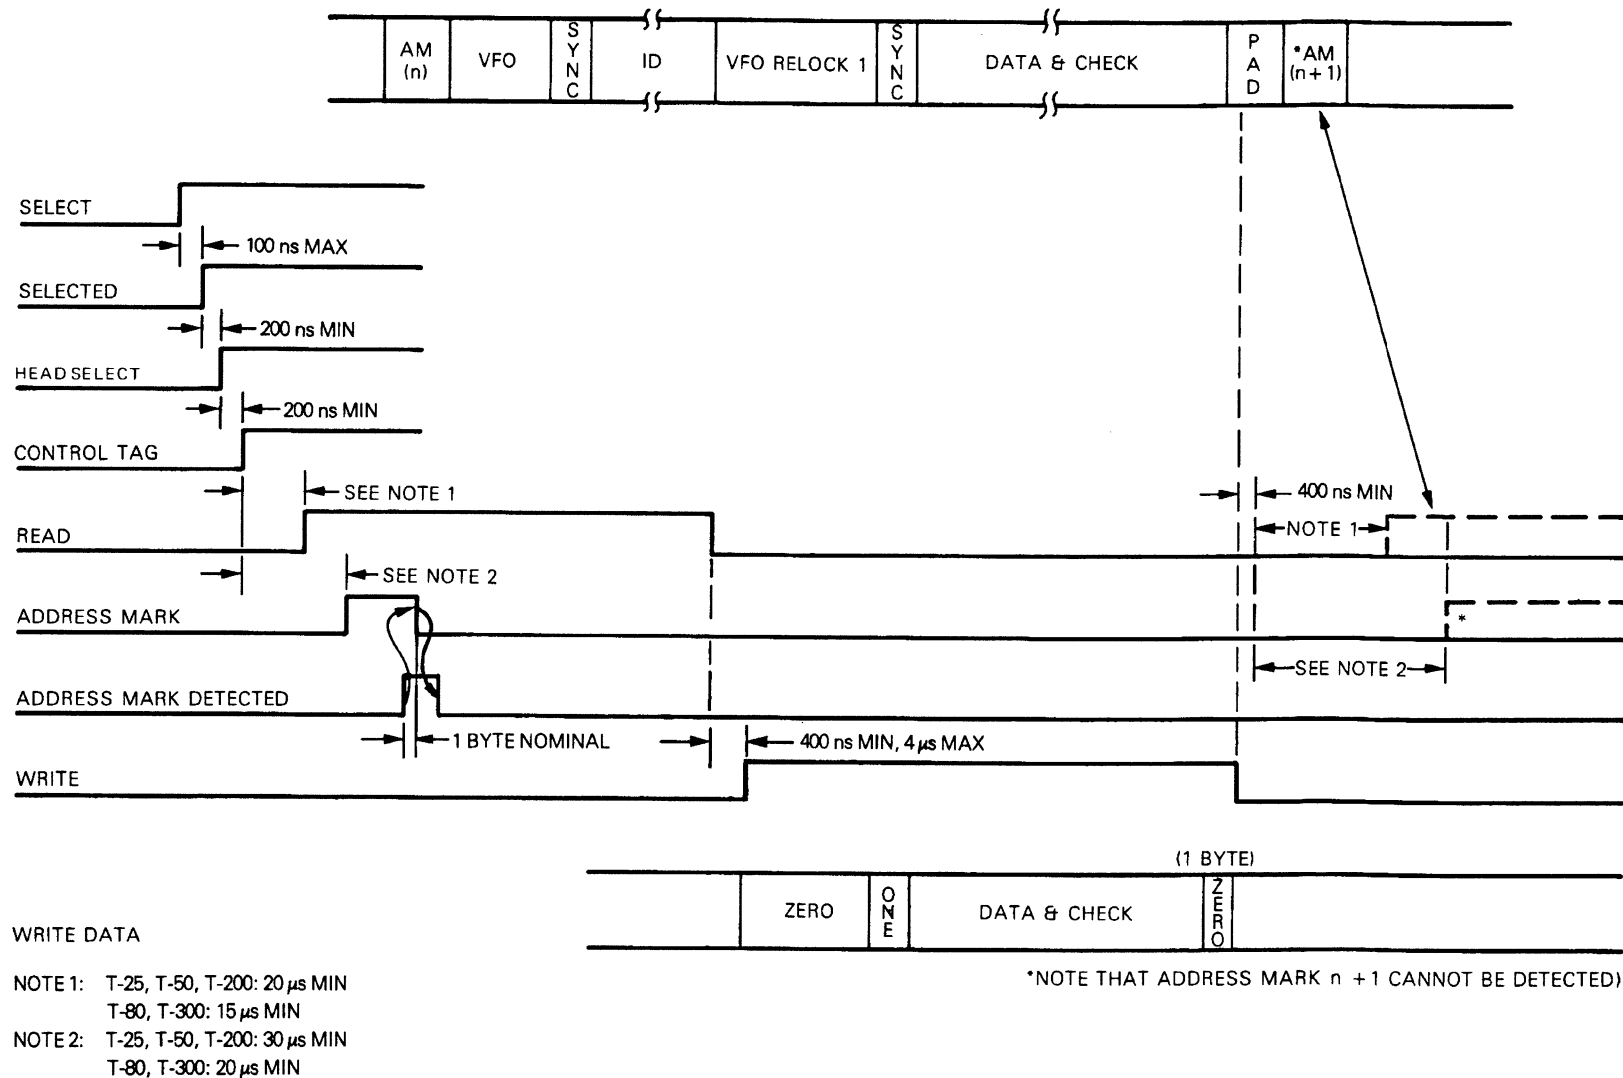 AM
(n)
VFO
SYNC
ID
VFO RELOCK 1
SYNC
DATA & CHECK
PAD
*AM
(n + 1)
SELECT
100 ns MAX
SELECTED
200 ns MIN
HEAD SELECT
200 ns MIN
CONTROL TAG
SEE NOTE 1
400 ns MIN
READ
NOTE 1
SEE NOTE 2
ADDRESS MARK
*
SEE NOTE 2
ADDRESS MARK DETECTED
1 BYTE NOMINAL
400 ns MIN, 4 µs MAX
WRITE
(1 BYTE)
ZERO
ONE
DATA & CHECK
ZERO
WRITE DATA
NOTE 1: T-25, T-50, T-200: 20 µs MIN
T-80, T-300: 15 µs MIN
NOTE 2: T-25, T-50, T-200: 30 µs MIN
T-80, T-300: 20 µs MIN
*NOTE THAT ADDRESS MARK n + 1 CANNOT BE DETECTED)